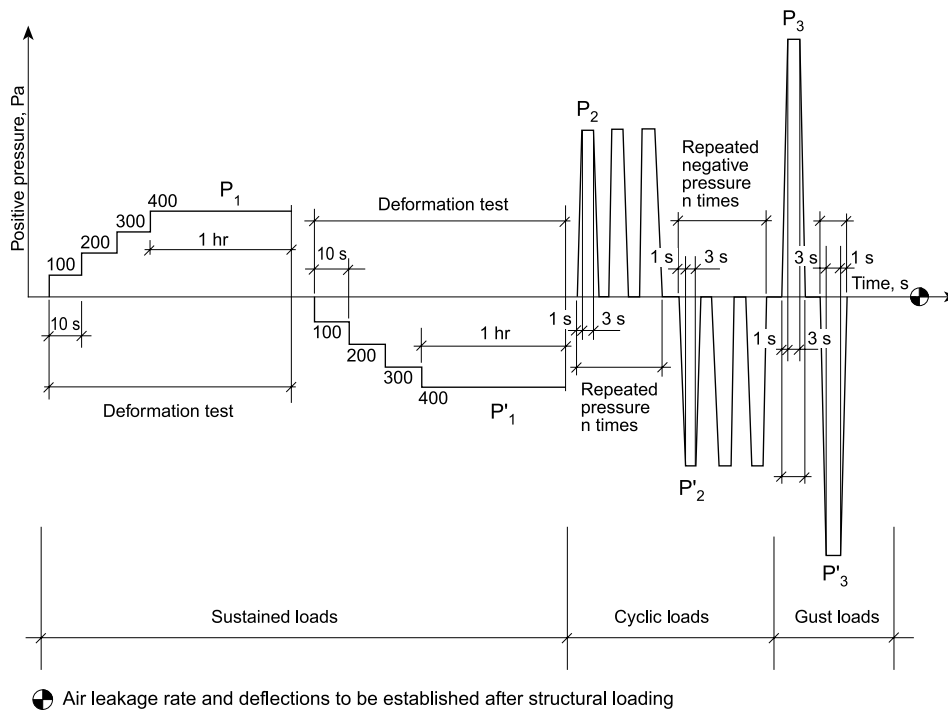 Positive pressure, Pa
100
200
300
400
P1
1 hr
10 s
Deformation test
Deformation test
10 s
100
200
300
400
1 hr
P'1
P2
1 s
3 s
Repeated
pressure
n times
Repeated
negative
pressure
n times
1 s
3 s
P'2
P3
1 s
3 s
3 s
1 s
Time, s
P'3
Sustained loads
Cyclic loads
Gust loads
Air leakage rate and deflections to be established after structural loading